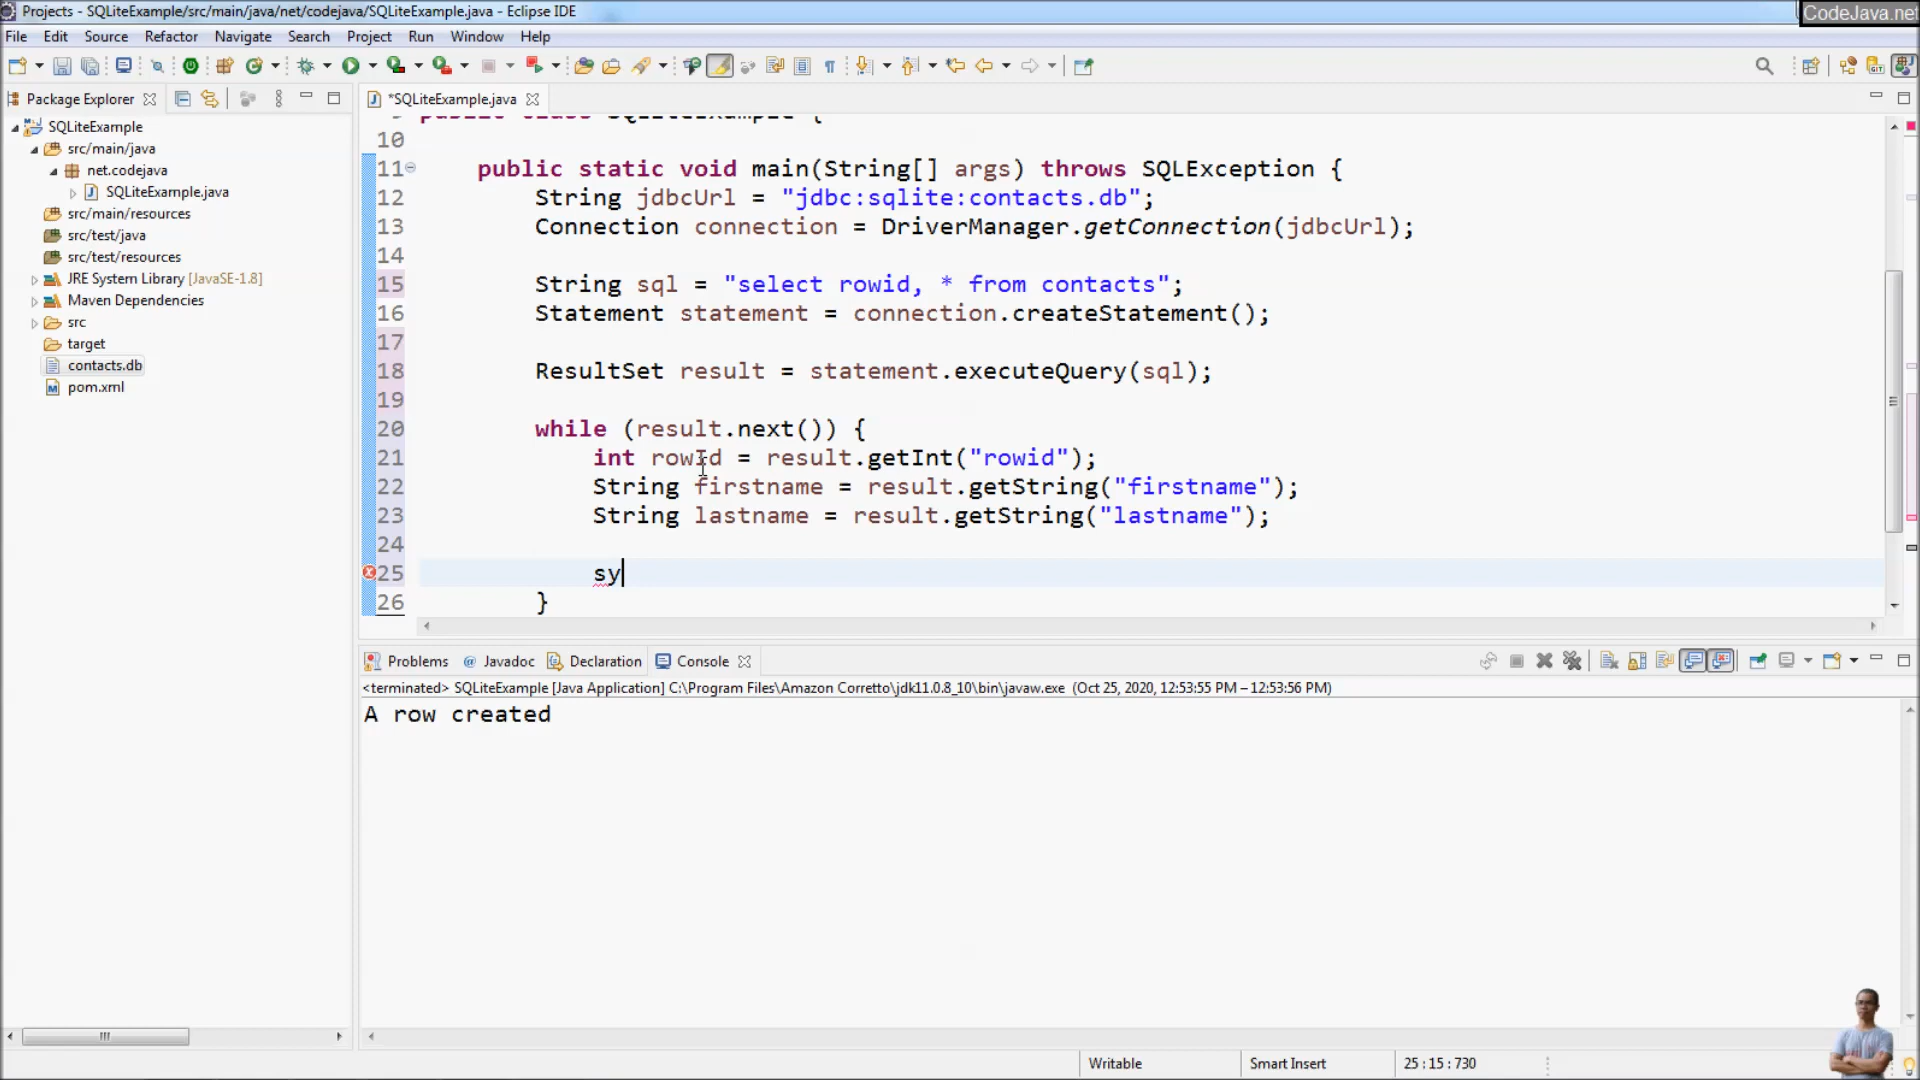 Projects - SQLiteExample/src/main/java/net/codejava/SQLiteExample.java - Eclipse IDE
CodeJava.net
File Edit Source Refactor Navigate Search Project Run Window Help
Package Explorer
*SQLiteExample.java
SQLiteExample
src/main/java
net.codejava
SQLiteExample.java
src/main/resources
src/test/java
src/test/resources
JRE System Library [JavaSE-1.8]
Maven Dependencies
src
target
contacts.db
pom.xml
9 public class SQLiteExample {
10
11 public static void main(String[] args) throws SQLException {
12 String jdbcUrl = "jdbc:sqlite:contacts.db";
13 Connection connection = DriverManager.getConnection(jdbcUrl);
14
15 String sql = "select rowid, * from contacts";
16 Statement statement = connection.createStatement();
17
18 ResultSet result = statement.executeQuery(sql);
19
20 while (result.next()) {
21 int rowId = result.getInt("rowid");
22 String firstname = result.getString("firstname");
23 String lastname = result.getString("lastname");
24
25 sy
26 }
Problems @ Javadoc Declaration Console
<terminated> SQLiteExample [Java Application] C:\Program Files\Amazon Corretto\jdk11.0.8_10\bin\javaw.exe (Oct 25, 2020, 12:53:55 PM – 12:53:56 PM)
A row created
Writable Smart Insert 25 : 15 : 730